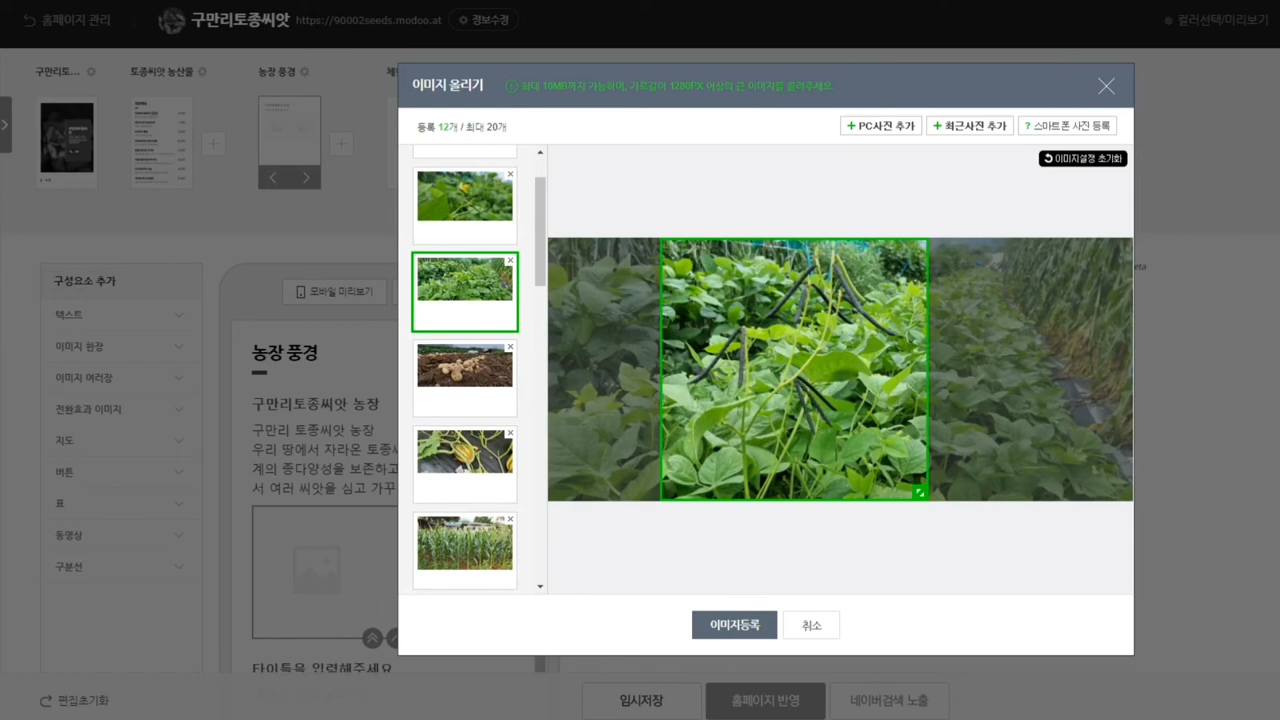 홈페이지 관리
구만리토종씨앗 https://90002seeds.modoo.at 정보수정
컬러선택/미리보기
구만리토... 토종씨앗 농산물 농장 풍경
이미지 올리기
최대 10MB까지 가능하며, 가로길이 1280PX 이상의 큰 이미지를 올려주세요.
등록 12개 / 최대 20개
+ PC사진 추가 + 최근사진 추가 ? 스마트폰 사진 등록
이미지설정 초기화
구성요소 추가
텍스트
이미지 한장
이미지 여러장
전환효과 이미지
지도
버튼
표
동영상
구분선
모바일 미리보기
농장 풍경
구만리토종씨앗 농장
구만리 토종씨앗 농장
우리 땅에서 자라온 토종
계의 종다양성을 보존하고
서 여러 씨앗을 심고 가꾸
타이틀을 입력해주세요
이미지등록 취소
편집초기화
임시저장 홈페이지 반영 네이버검색 노출